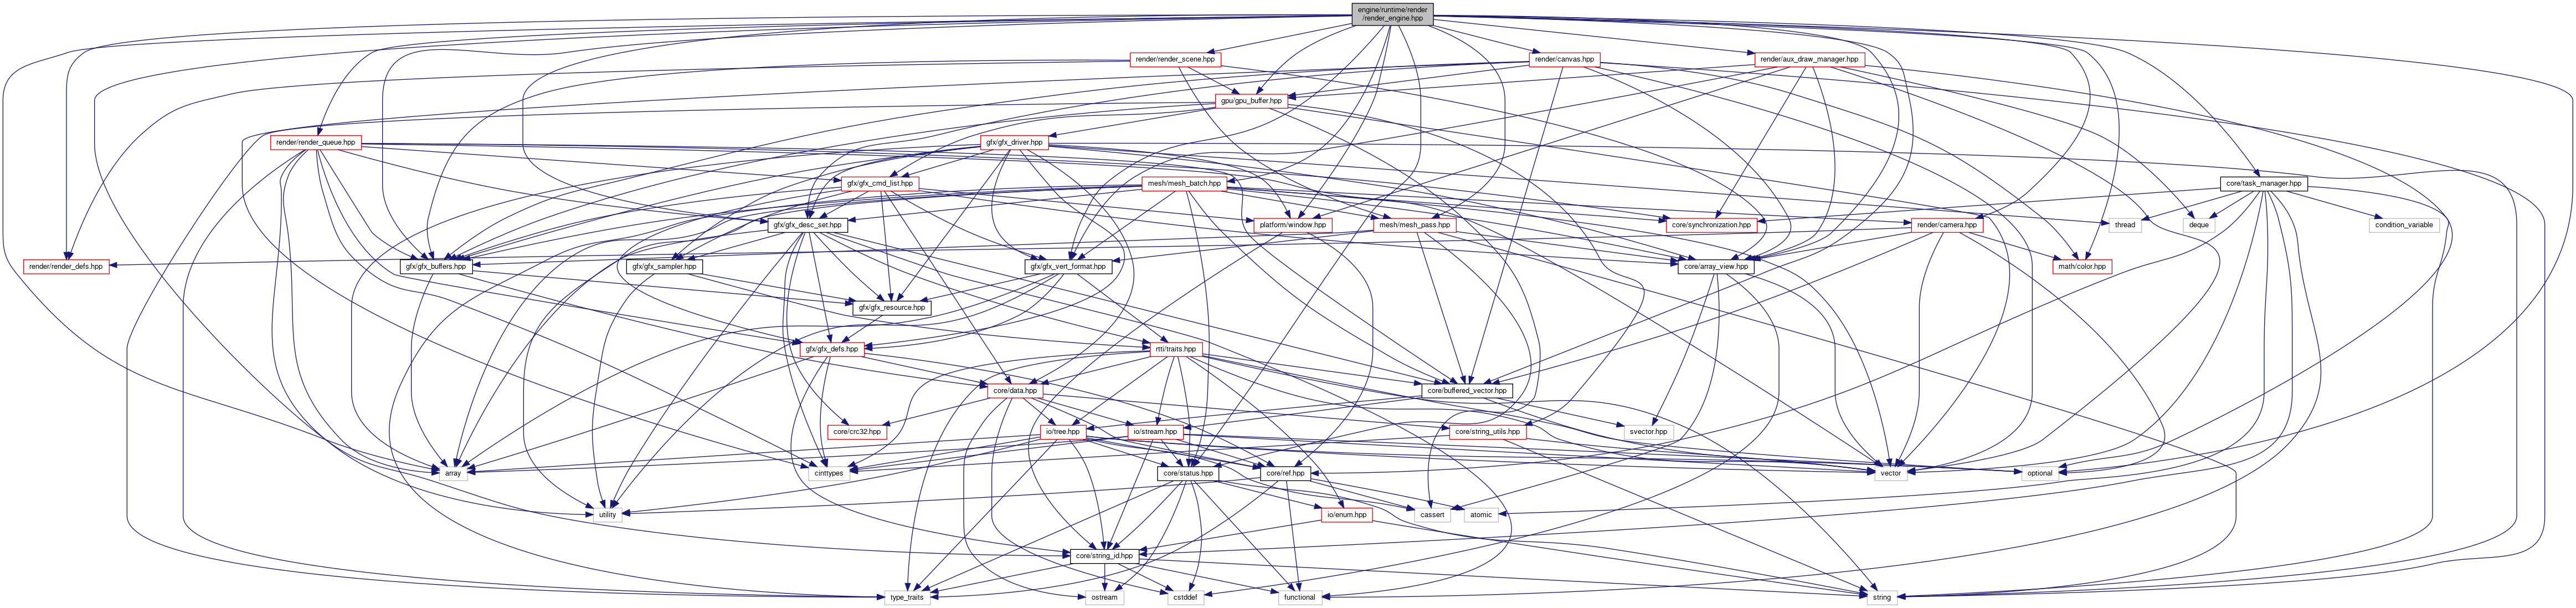 engine/runtime/render
/render_engine.hpp
render/render_scene.hpp
render/canvas.hpp
render/aux_draw_manager.hpp
gpu/gpu_buffer.hpp
render/render_queue.hpp
gfx/gfx_driver.hpp
gfx/gfx_cmd_list.hpp
mesh/mesh_batch.hpp
core/task_manager.hpp
gfx/gfx_desc_set.hpp
platform/window.hpp
mesh/mesh_pass.hpp
core/synchronization.hpp
render/camera.hpp
thread
deque
condition_variable
render/render_defs.hpp
gfx/gfx_buffers.hpp
gfx/gfx_sampler.hpp
gfx/gfx_vert_format.hpp
core/array_view.hpp
math/color.hpp
gfx/gfx_resource.hpp
gfx/gfx_defs.hpp
rtti/traits.hpp
core/data.hpp
core/buffered_vector.hpp
core/crc32.hpp
io/tree.hpp
io/stream.hpp
core/string_utils.hpp
svector.hpp
array
cinttypes
core/status.hpp
core/ref.hpp
vector
optional
utility
io/enum.hpp
cassert
atomic
core/string_id.hpp
type_traits
ostream
cstddef
functional
string